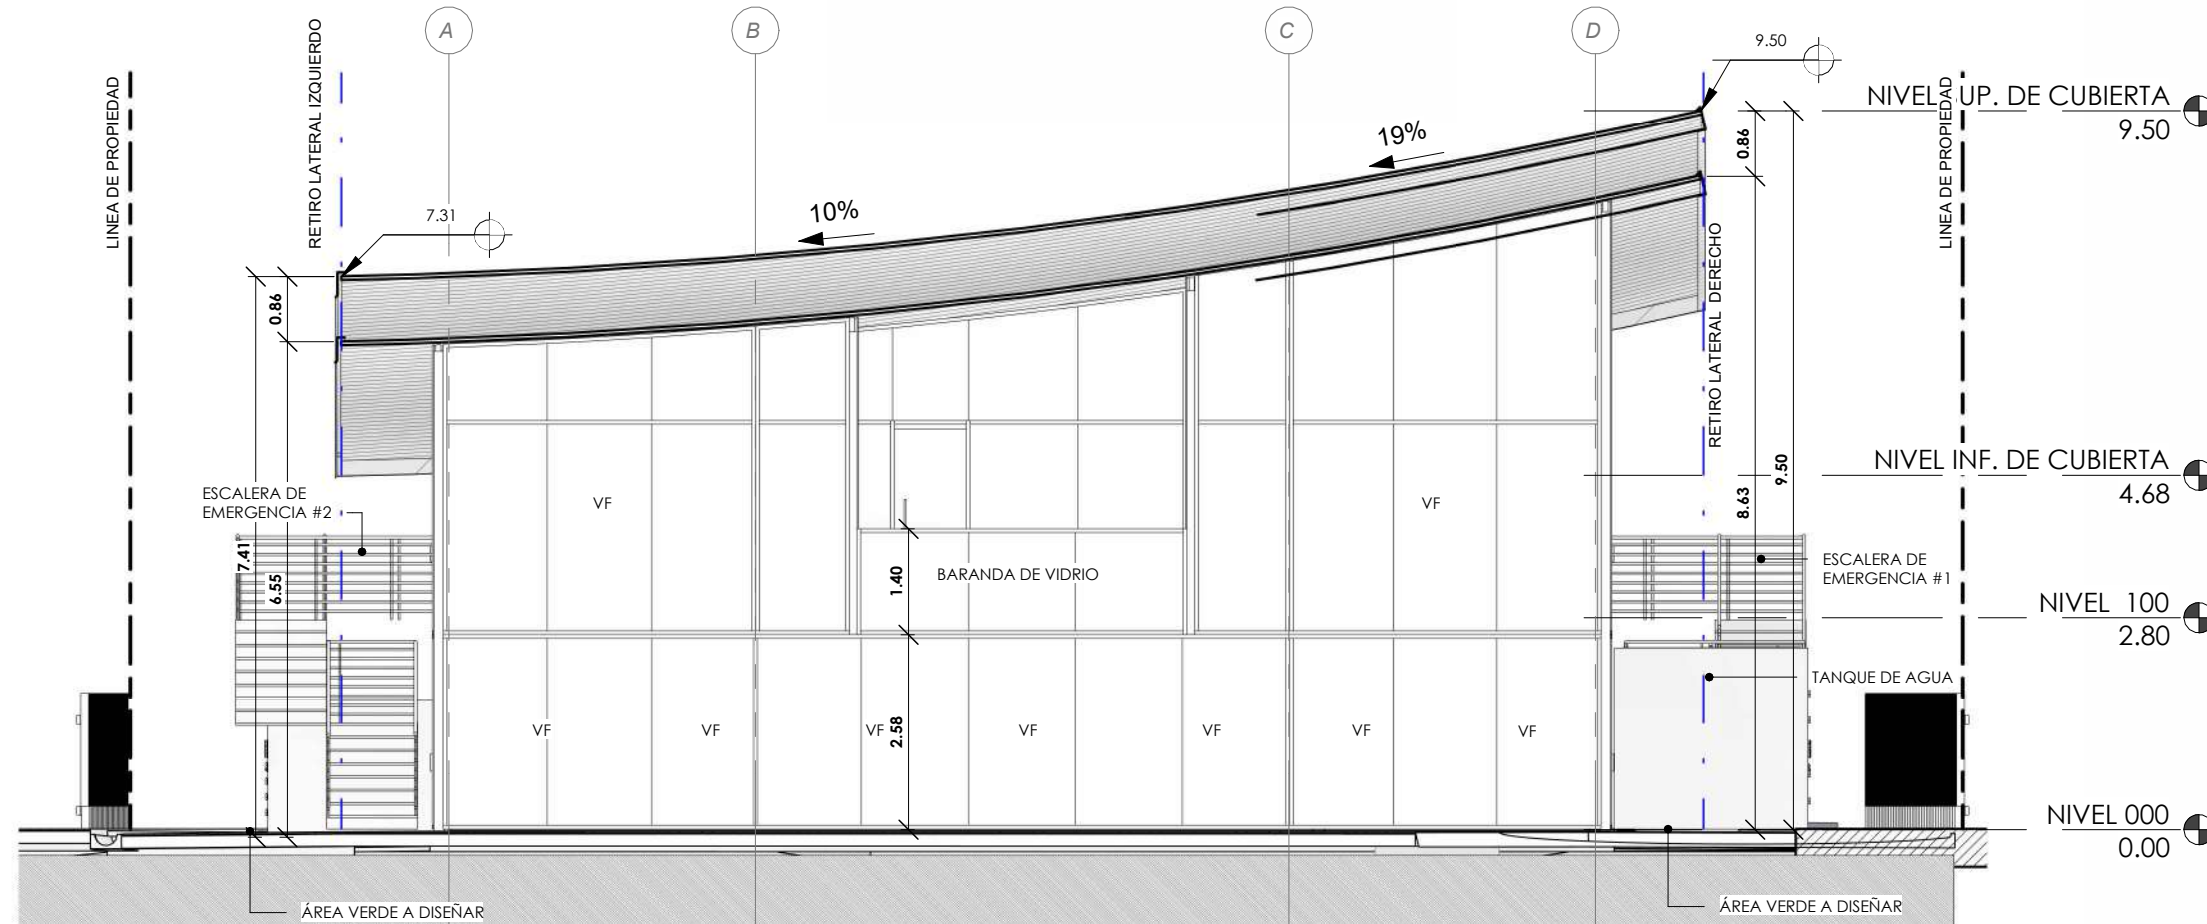 A
B
C
D
LINEA DE PROPIEDAD
RETIRO LATERAL IZQUIERDO
9.50
NIVEL UP. DE CUBIERTA
9.50
LINEA DE PROPIEDAD
19%
0.86
10%
7.31
0.86
RETIRO LATERAL DERECHO
NIVEL INF. DE CUBIERTA
4.68
9.50
8.63
ESCALERA DE
EMERGENCIA #2
VF
VF
7.41
6.55
1.40
BARANDA DE VIDRIO
ESCALERA DE
EMERGENCIA #1
NIVEL 100
2.80
TANQUE DE AGUA
VF
VF
VF
2.58
VF
VF
VF
VF
NIVEL 000
0.00
ÁREA VERDE A DISEÑAR
ÁREA VERDE A DISEÑAR